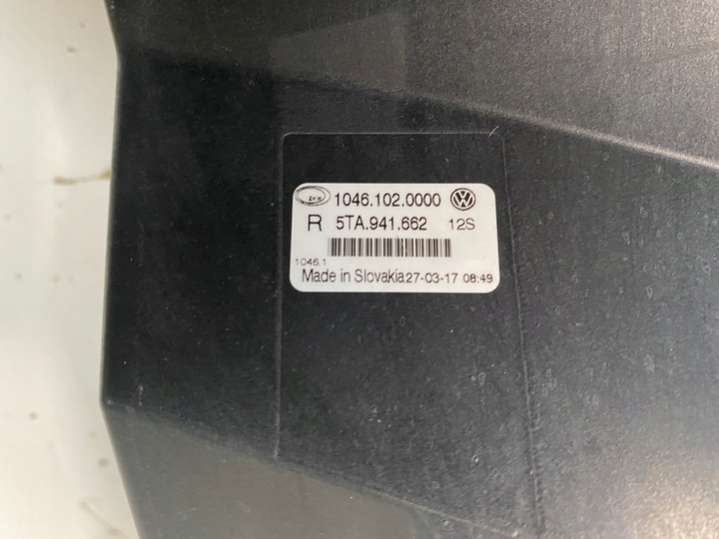 1046.102.0000
R 5TA.941.662 12S
1046.1
Made in Slovakia 27-03-17 08:49